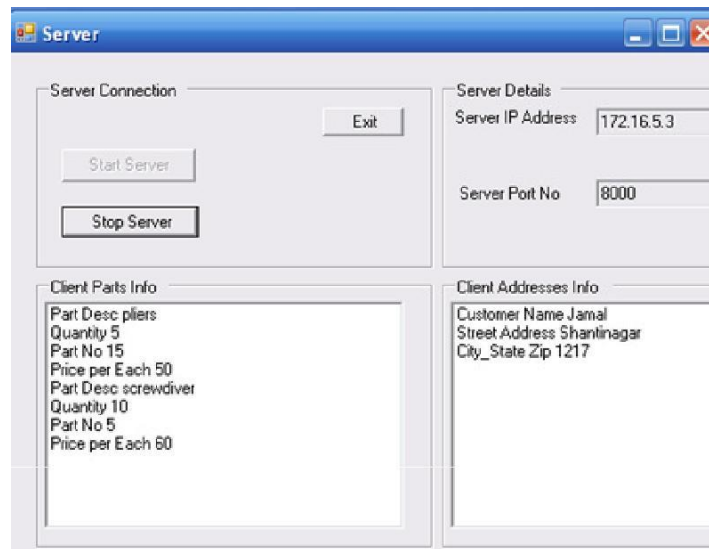 Server
Server Connection
Exit
Start Server
Stop Server
Server Details
Server IP Address 172.16.5.3
Server Port No 8000
Client Parts Info
Part Desc pliers
Quantity 5
Part No 15
Price per Each 50
Part Desc screwdiver
Quantity 10
Part No 5
Price per Each 60
Client Addresses Info
Customer Name Jamal
Street Address Shantinagar
City_State Zip 1217